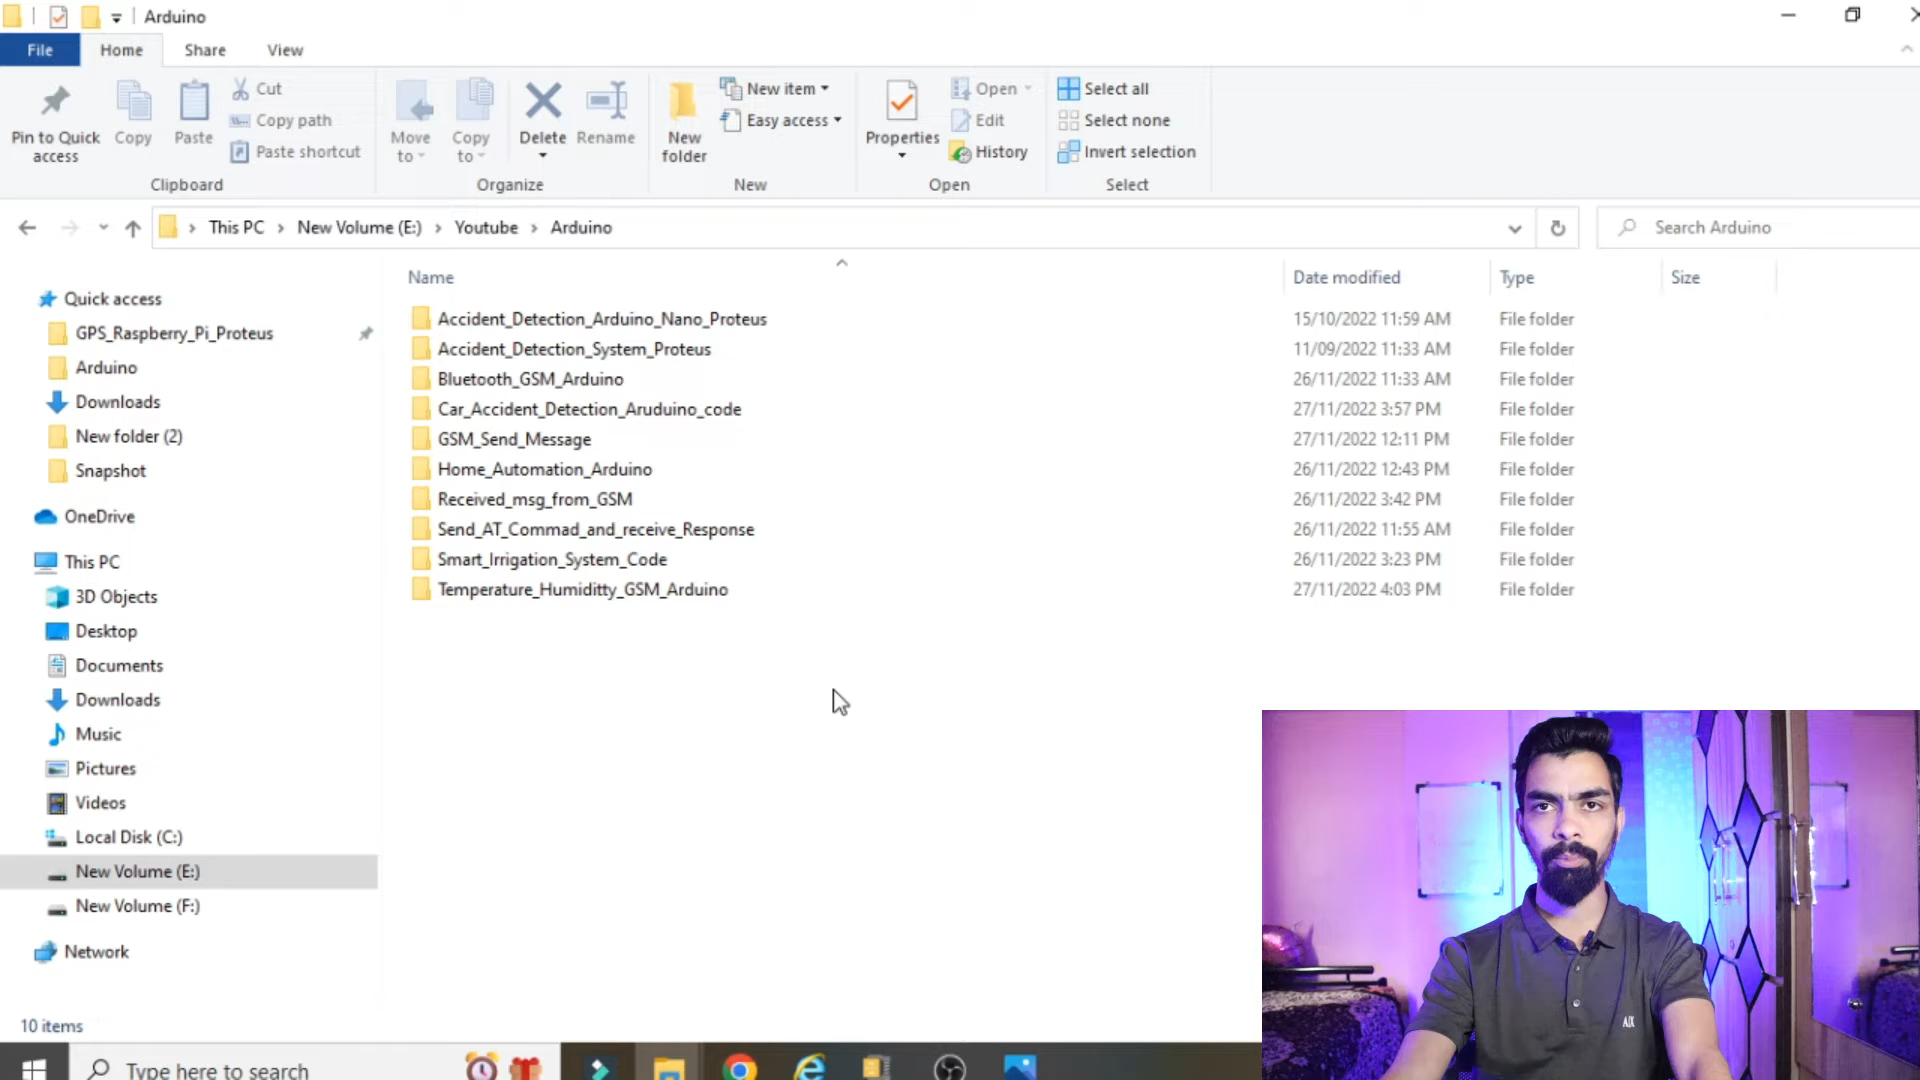 Arduino
File Home Share View
Pin to Quick access
Copy
Paste
Cut
Copy path
Paste shortcut
Clipboard
Move to
Copy to
Delete
Rename
Organize
New folder
New item
Easy access
New
Properties
Open
Edit
History
Open
Select all
Select none
Invert selection
Select
This PC > New Volume (E:) > Youtube > Arduino
Search Arduino
Quick access
GPS_Raspberry_Pi_Proteus
Arduino
Downloads
New folder (2)
Snapshot
OneDrive
This PC
3D Objects
Desktop
Documents
Downloads
Music
Pictures
Videos
Local Disk (C:)
New Volume (E:)
New Volume (F:)
Network
Name Date modified Type Size
Accident_Detection_Arduino_Nano_Proteus 15/10/2022 11:59 AM File folder
Accident_Detection_System_Proteus 11/09/2022 11:33 AM File folder
Bluetooth_GSM_Arduino 26/11/2022 11:33 AM File folder
Car_Accident_Detection_Aruduino_code 27/11/2022 3:57 PM File folder
GSM_Send_Message 27/11/2022 12:11 PM File folder
Home_Automation_Arduino 26/11/2022 12:43 PM File folder
Received_msg_from_GSM 26/11/2022 3:42 PM File folder
Send_AT_Commad_and_receive_Response 26/11/2022 11:55 AM File folder
Smart_Irrigation_System_Code 26/11/2022 3:23 PM File folder
Temperature_Humiditty_GSM_Arduino 27/11/2022 4:03 PM File folder
10 items
Type here to search
A|X